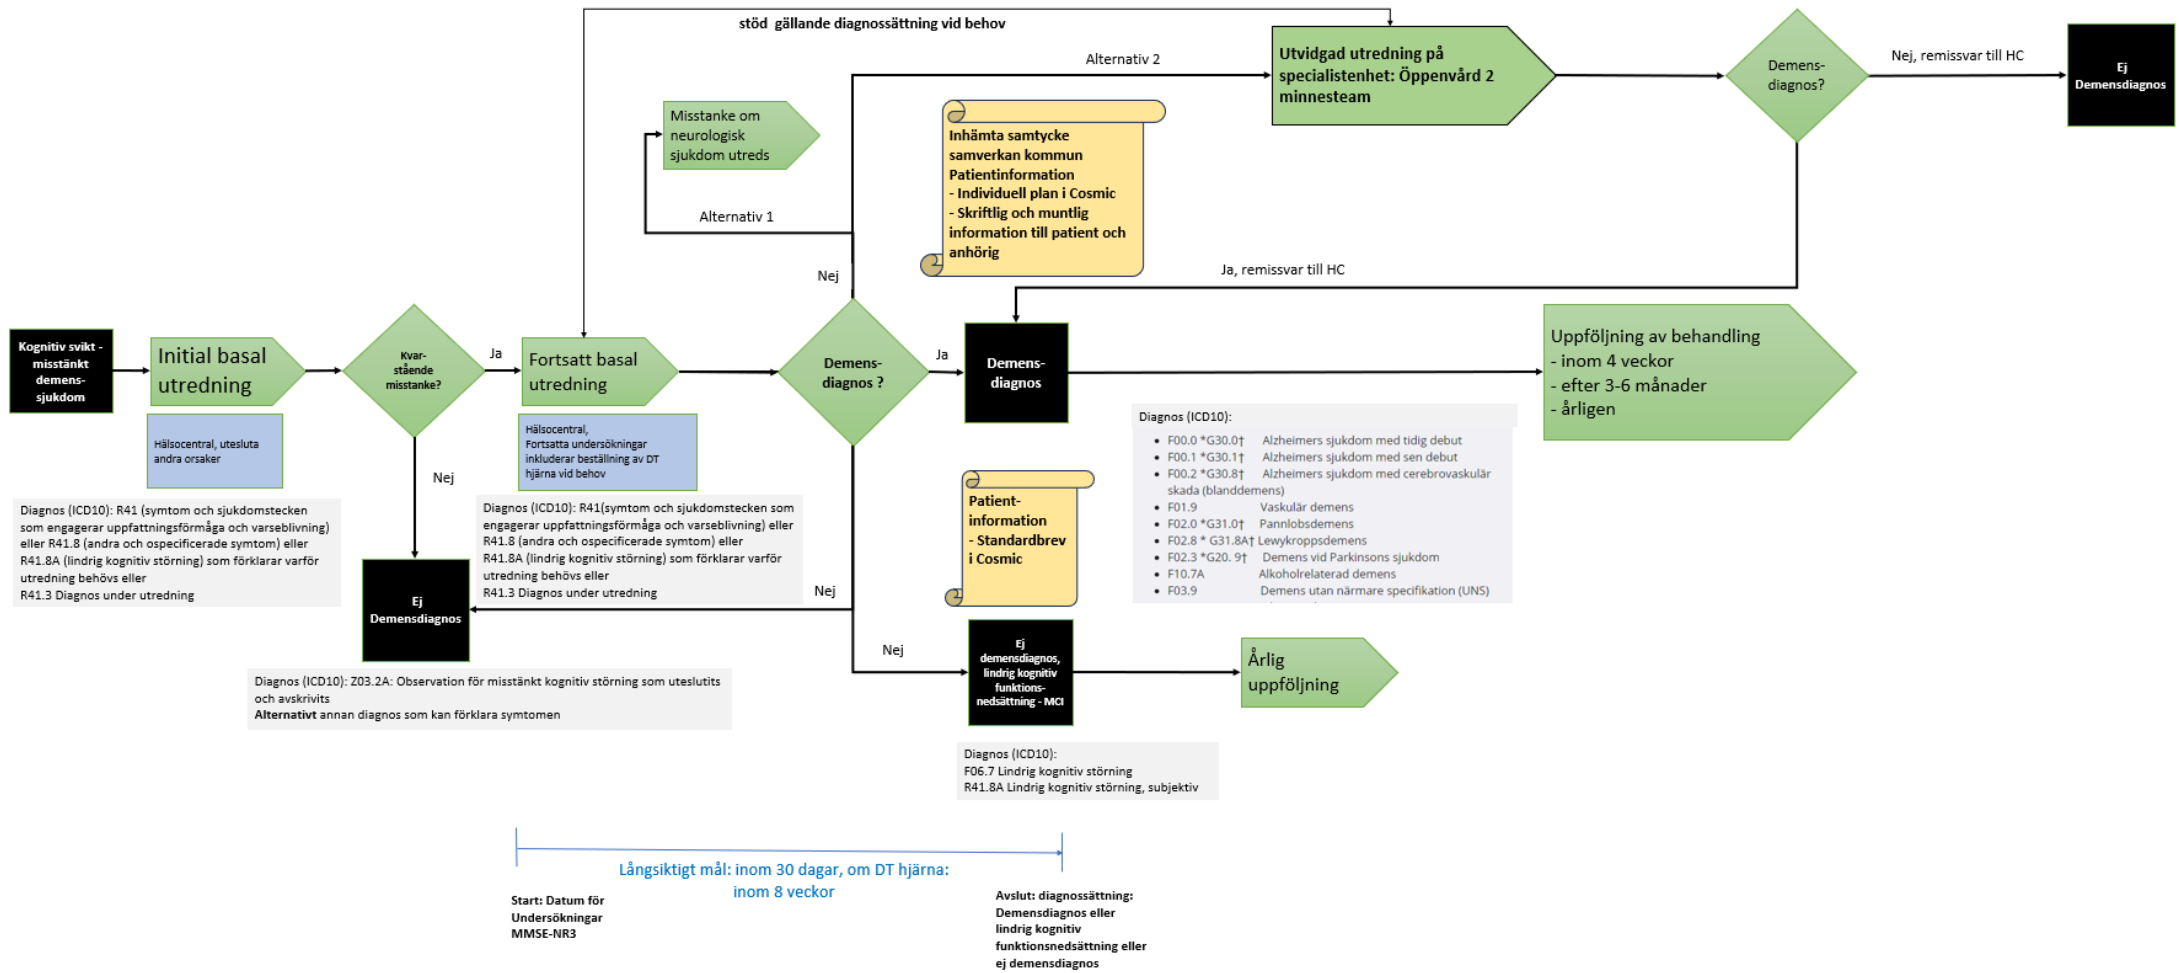 stöd  gällande diagnossättning vid behov
Alternativ 2
Utvidgad utredning på
specialistenhet: Öppenvård 2
minnesteam
Demens-
diagnos?
Nej, remissvar till HC
Ej
Demensdiagnos
Misstanke om
neurologisk
sjukdom utreds
Alternativ 1
Inhämta samtycke
samverkan kommun
Patientinformation
- Individuell plan i Cosmic
- Skriftlig och muntlig
information till patient och
anhörig
Nej
Ja, remissvar till HC
Kognitiv svikt -
misstänkt
demens-
sjukdom
Initial basal
utredning
Kvar-
stående
misstanke?
Ja
Fortsatt basal
utredning
Demens-
diagnos ?
Ja
Demens-
diagnos
Uppföljning av behandling
- inom 4 veckor
- efter 3-6 månader
- årligen
Hälsocentral, utesluta
andra orsaker
Hälsocentral,
Fortsatta undersökningar
inkluderar beställning av DT
hjärna vid behov
Nej
Diagnos (ICD10): R41 (symtom och sjukdomstecken
som engagerar uppfattningsförmåga och varseblivning)
eller R41.8 (andra och ospecificerade symtom) eller
R41.8A (lindrig kognitiv störning) som förklarar varför
utredning behövs eller
R41.3 Diagnos under utredning
Diagnos (ICD10): R41(symtom och sjukdomstecken som
engagerar uppfattningsförmåga och varseblivning) eller
R41.8 (andra och ospecificerade symtom) eller
R41.8A (lindrig kognitiv störning) som förklarar varför
utredning behövs eller
R41.3 Diagnos under utredning
Patient-
information
- Standardbrev
i Cosmic
Diagnos (ICD10):
• F00.0 *G30.0† Alzheimers sjukdom med tidig debut
• F00.1 *G30.1† Alzheimers sjukdom med sen debut
• F00.2 *G30.8† Alzheimers sjukdom med cerebrovaskulär
skada (blanddemens)
• F01.9 Vaskulär demens
• F02.0 *G31.0† Pannlobsdemens
• F02.8 * G31.8A† Lewykroppsdemens
• F02.3 *G20. 9† Demens vid Parkinsons sjukdom
• F10.7A Alkoholrelaterad demens
• F03.9 Demens utan närmare specifikation (UNS)
Nej
Ej
Demensdiagnos
Nej
Ej
demensdiagnos,
lindrig kognitiv
funktions-
nedsättning - MCI
Årlig
uppföljning
Diagnos (ICD10): Z03.2A: Observation för misstänkt kognitiv störning som uteslutits
och avskrivits
Alternativt annan diagnos som kan förklara symtomen
Diagnos (ICD10):
F06.7 Lindrig kognitiv störning
R41.8A Lindrig kognitiv störning, subjektiv
Långsiktigt mål: inom 30 dagar, om DT hjärna:
inom 8 veckor
Start: Datum för
Undersökningar
MMSE-NR3
Avslut: diagnossättning:
Demensdiagnos eller
lindrig kognitiv
funktionsnedsättning eller
ej demensdiagnos